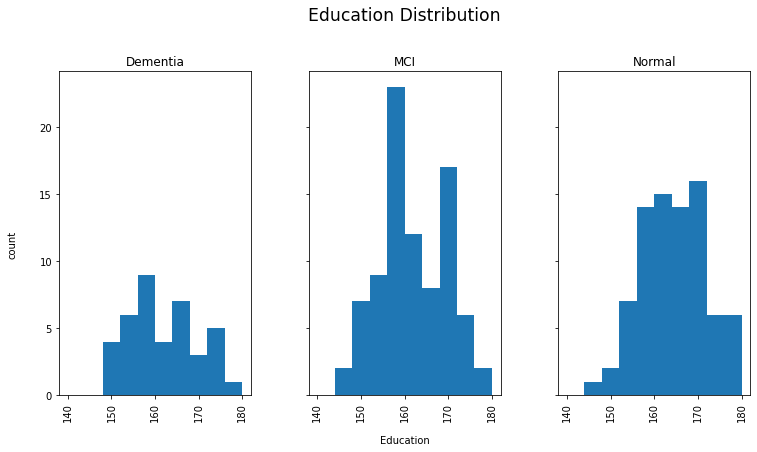 Education Distribution
Dementia MCI Normal
20
15
10
5
0
count
140 150 160 170 180 140 150 160 170 180 140 150 160 170 180
Education